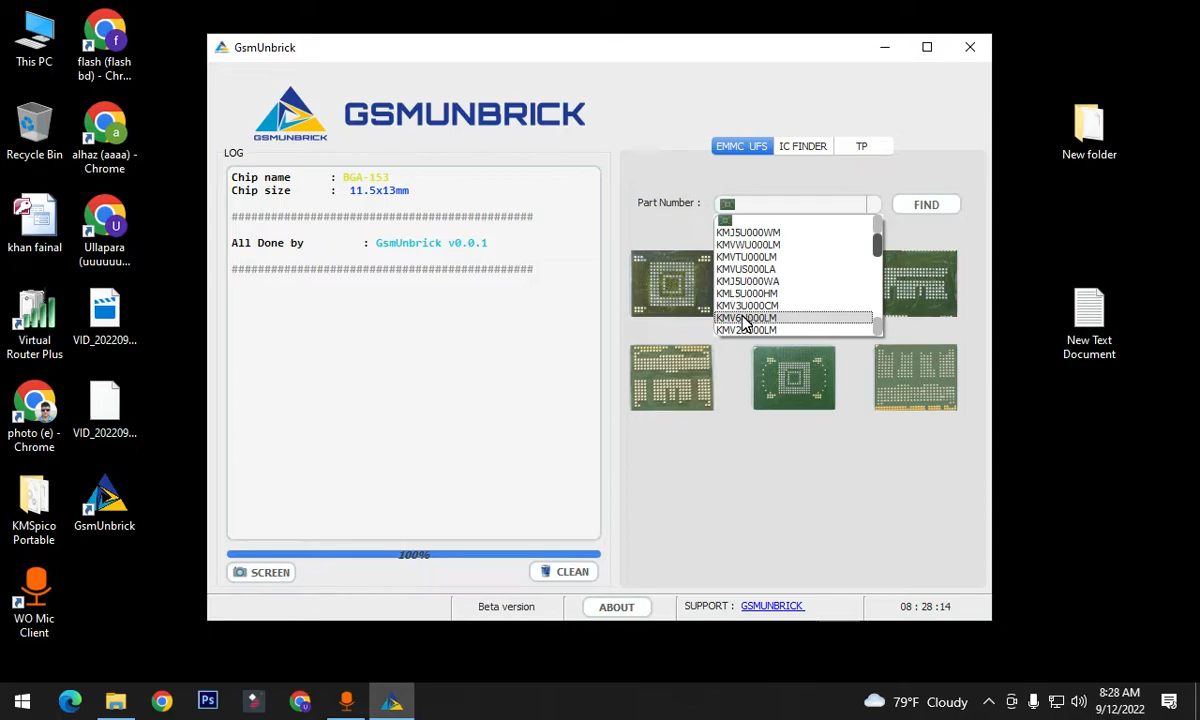 This PC
flash (flash
bd) - Chr...
Recycle Bin
alhaz (aaaa) -
Chrome
khan fainal
Ullapara
(uuuuuu...
Virtual
Router Plus
VID_202209...
photo (e) -
Chrome
VID_202209...
KMSpico
Portable
GsmUnbrick
WO Mic
Client
New folder
New Text
Document
GsmUnbrick
GSMUNBRICK
GSMUNBRICK
LOG
Chip name : BGA-153
Chip size : 11.5x13mm
##############################################
All Done by : GsmUnbrick v0.0.1
##############################################
100%
SCREEN
CLEAN
EMMC UFS
IC FINDER
TP
Part Number :
FIND
KMJ5U000WM
KMVWU000LM
KMVTU000LM
KMVUS000LA
KMJ5U000WA
KML5U000HM
KMV3U000CM
KMV6U000LM
KMV2U000LM
Beta version
ABOUT
SUPPORT : GSMUNBRICK
08 : 28 : 14
Ps
79°F Cloudy
8:28 AM
9/12/2022